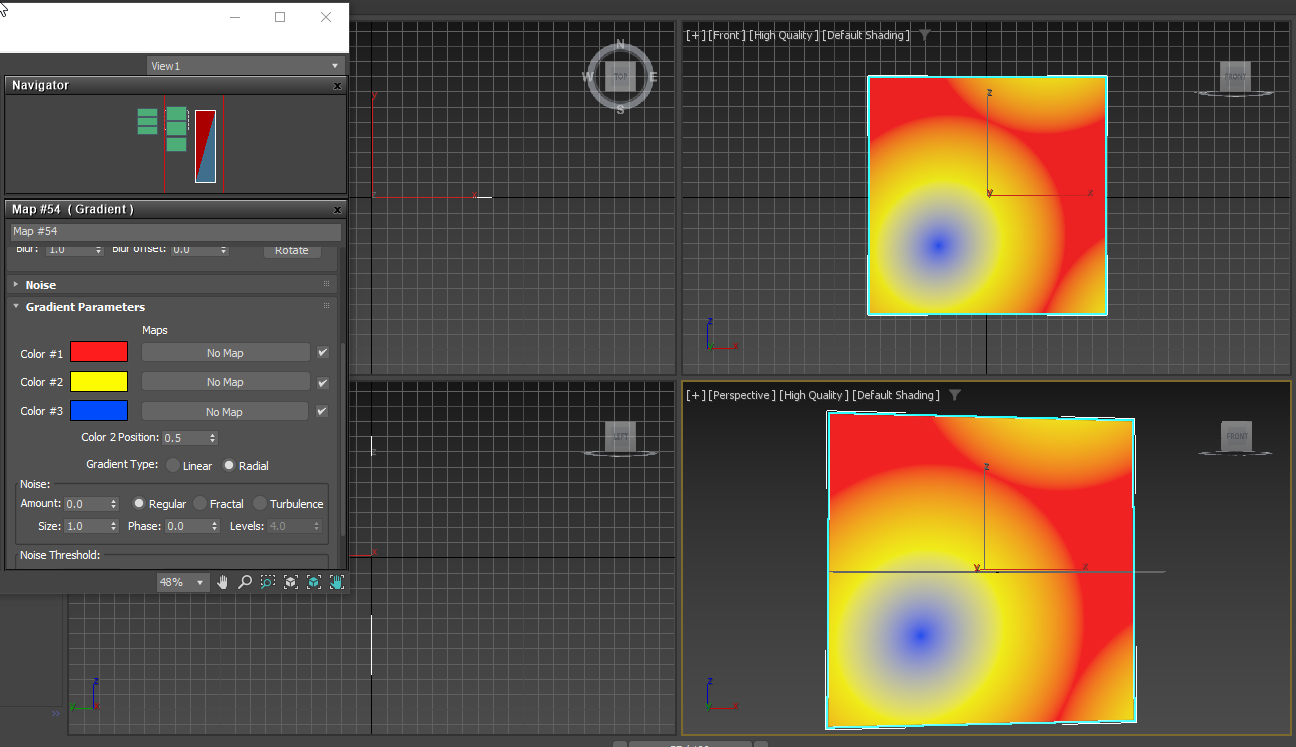 View1
Navigator x
Map #54 ( Gradient ) x
Map #54
Blur: 1.0 Blur offset: 0.0 Rotate
Noise
Gradient Parameters
Maps
Color #1 No Map
Color #2 No Map
Color #3 No Map
Color 2 Position: 0.5
Gradient Type: Linear Radial
Noise:
Amount: 0.0 Regular Fractal Turbulence
Size: 1.0 Phase: 0.0 Levels: 4.0
Noise Threshold:
48%
N
W TOP E
S
y
z x
[+] [Front ] [High Quality ] [Default Shading ]
FRONT
z
y x
z
y x
LEFT
z
x
z
y x
[+] [Perspective ] [High Quality ] [Default Shading ]
FRONT
z
y x
z
y x